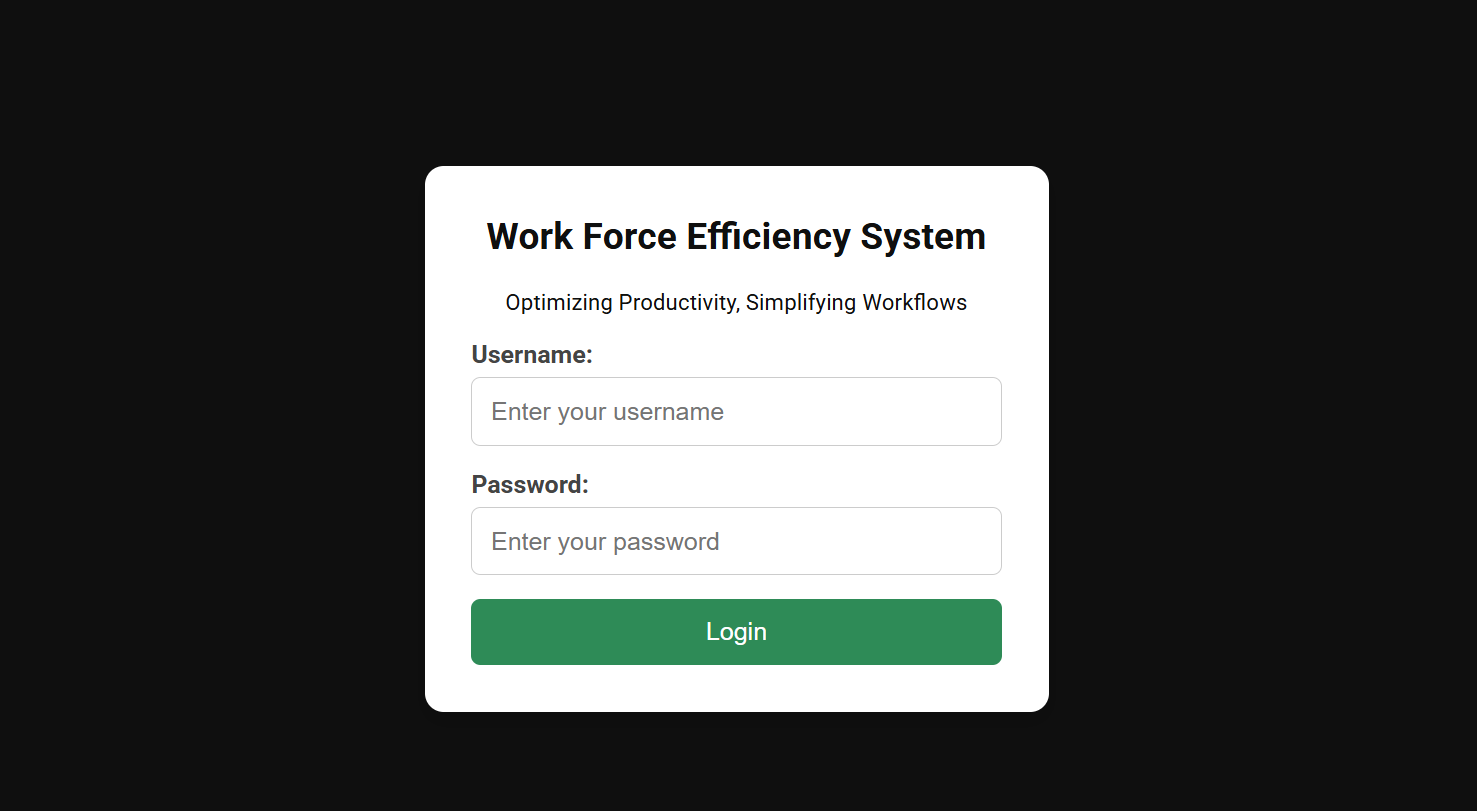 Work Force Efficiency System
Optimizing Productivity, Simplifying Workflows
Username:
Enter your username
Password:
Enter your password
Login